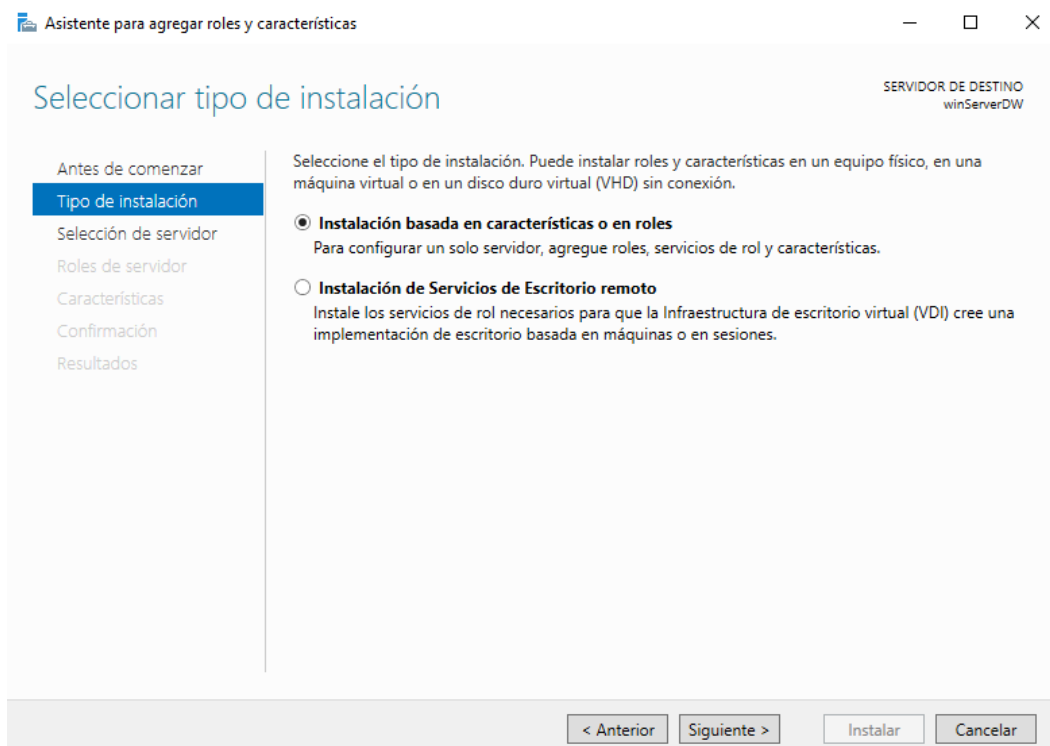 Asistente para agregar roles y características
Seleccionar tipo de instalación
SERVIDOR DE DESTINO
winServerDW
Antes de comenzar
Tipo de instalación
Selección de servidor
Roles de servidor
Características
Confirmación
Resultados
Seleccione el tipo de instalación. Puede instalar roles y características en un equipo físico, en una
máquina virtual o en un disco duro virtual (VHD) sin conexión.
Instalación basada en características o en roles
Para configurar un solo servidor, agregue roles, servicios de rol y características.
Instalación de Servicios de Escritorio remoto
Instale los servicios de rol necesarios para que la Infraestructura de escritorio virtual (VDI) cree una
implementación de escritorio basada en máquinas o en sesiones.
< Anterior
Siguiente >
Instalar
Cancelar